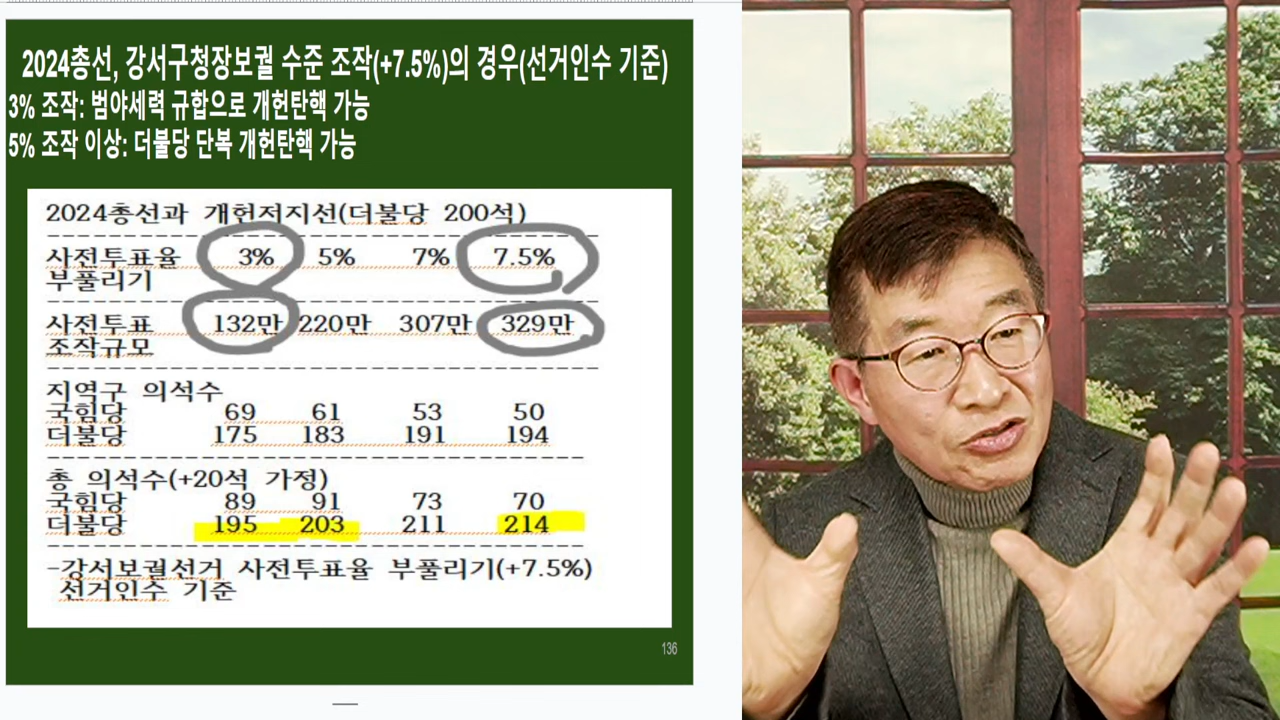 2024총선, 강서구청장보궐 수준 조작(+7.5%)의 경우(선거인수 기준)
3% 조작: 범야세력 규합으로 개헌탄핵 가능
5% 조작 이상: 더불당 단복 개헌탄핵 가능
2024총선과 개헌저지선(더불당 200석)
사전투표율 3% 5% 7% 7.5%
부풀리기
사전투표 132만 220만 307만 329만
조작규모
지역구 의석수
국힘당 69 61 53 50
더불당 175 183 191 194
총 의석수(+20석 가정)
국힘당 89 91 73 70
더불당 195 203 211 214
-강서보궐선거 사전투표율 부풀리기(+7.5%)
선거인수 기준
136